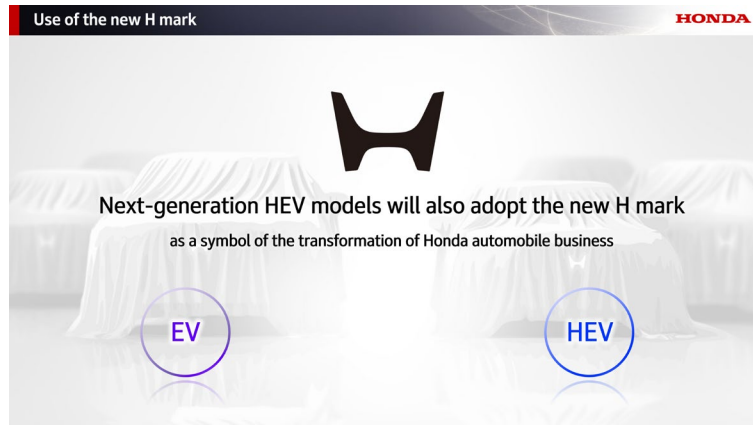 Use of the new H mark
HONDA
Next-generation HEV models will also adopt the new H mark
as a symbol of the transformation of Honda automobile business
EV
HEV